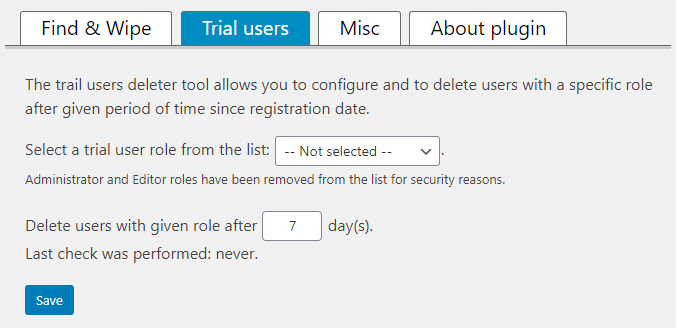 Find & Wipe
Trial users
Misc
About plugin
The trail users deleter tool allows you to configure and to delete users with a specific role
after given period of time since registration date.
Select a trial user role from the list: -- Not selected -- .
Administrator and Editor roles have been removed from the list for security reasons.
Delete users with given role after 7 day(s).
Last check was performed: never.
Save